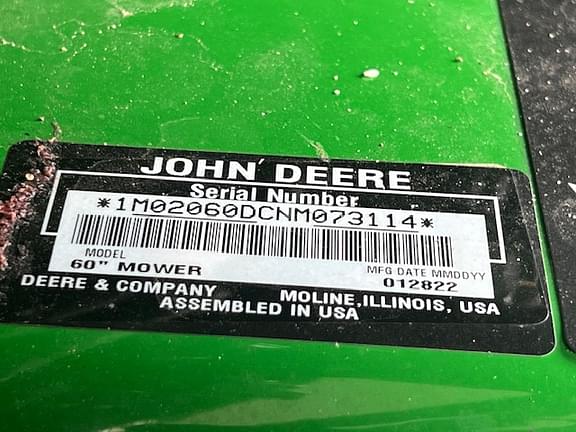 JOHN DEERE
Serial Number
*1M02060DCNM073114*
MODEL
60" MOWER
MFG DATE MMDDYY
012822
DEERE & COMPANY MOLINE, ILLINOIS, USA
ASSEMBLED IN USA